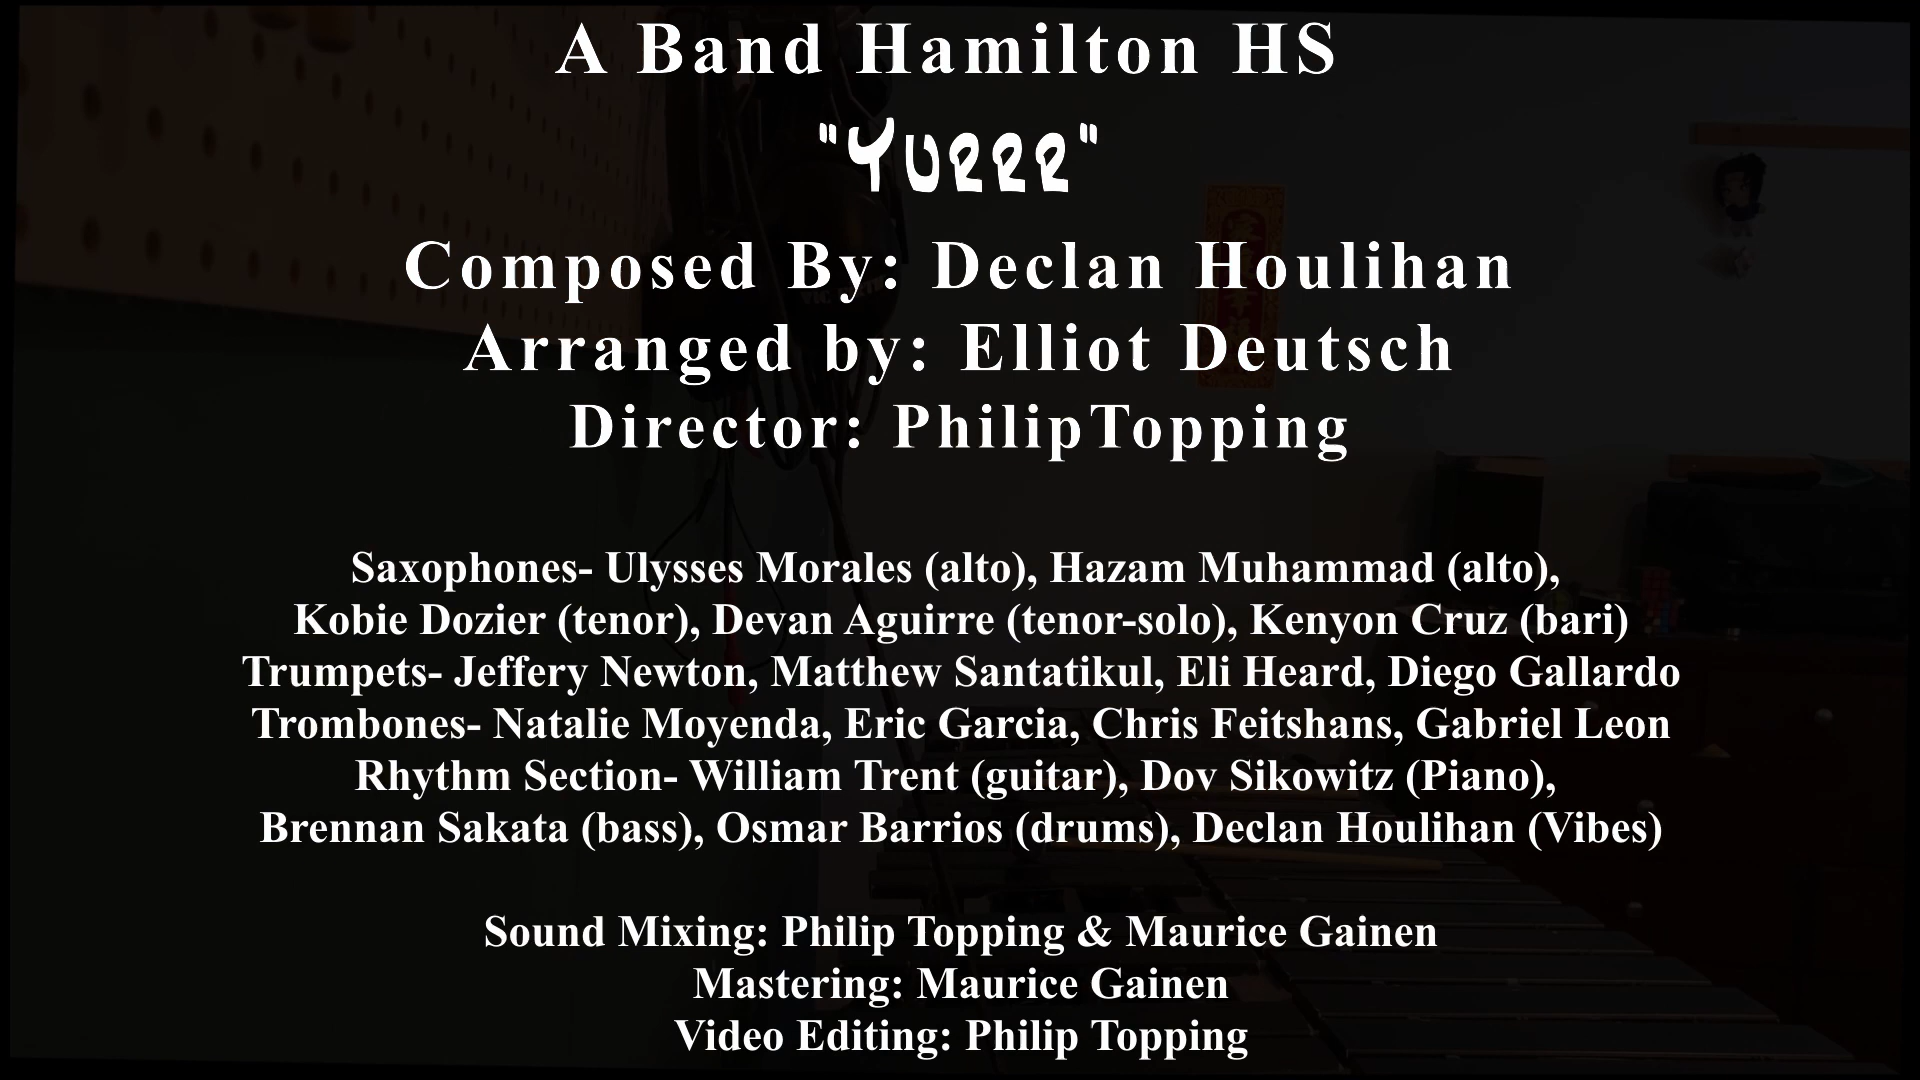 A Band Hamilton HS
"Yurrr"
Composed By: Declan Houlihan
Arranged by: Elliot Deutsch
Director: PhilipTopping
Saxophones- Ulysses Morales (alto), Hazam Muhammad (alto),
Kobie Dozier (tenor), Devan Aguirre (tenor-solo), Kenyon Cruz (bari)
Trumpets- Jeffery Newton, Matthew Santatikul, Eli Heard, Diego Gallardo
Trombones- Natalie Moyenda, Eric Garcia, Chris Feitshans, Gabriel Leon
Rhythm Section- William Trent (guitar), Dov Sikowitz (Piano),
Brennan Sakata (bass), Osmar Barrios (drums), Declan Houlihan (Vibes)
Sound Mixing: Philip Topping & Maurice Gainen
Mastering: Maurice Gainen
Video Editing: Philip Topping